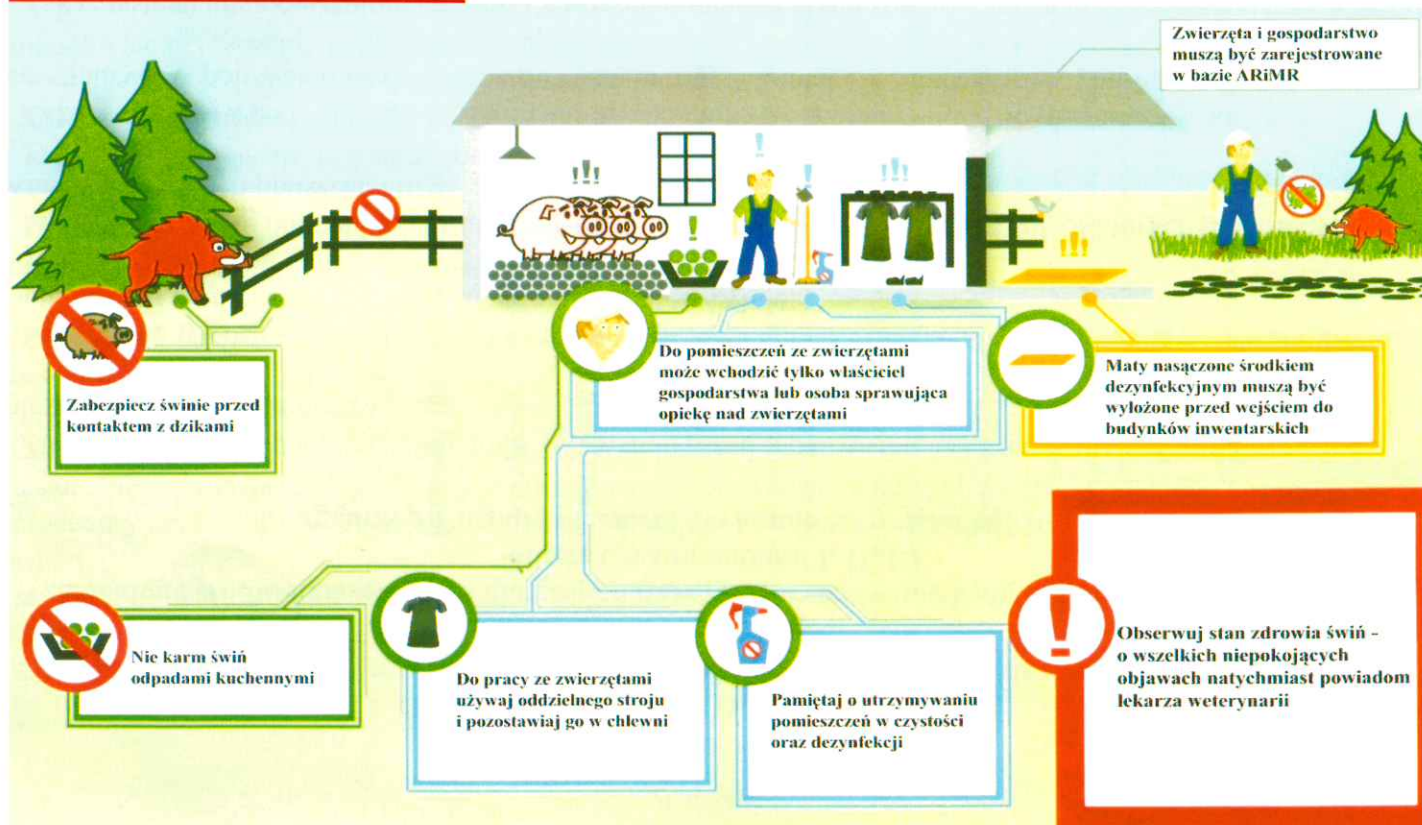 Zwierzęta i gospodarstwo
muszą być zarejestrowane
w bazie ARiMR
Zabezpiecz świnie przed
kontaktem z dzikami
Do pomieszczeń ze zwierzętami
może wchodzić tylko właściciel
gospodarstwa lub osoba sprawująca
opiekę nad zwierzętami
Maty nasączone środkiem
dezynfekcyjnym muszą być
wyłożone przed wejściem do
budynków inwentarskich
Nie karm świń
odpadami kuchennymi
Do pracy ze zwierzętami
używaj oddzielnego stroju
i pozostawiaj go w chlewni
Pamiętaj o utrzymywaniu
pomieszczeń w czystości
oraz dezynfekcji
Obserwuj stan zdrowia świń -
o wszelkich niepokojących
objawach natychmiast powiadom
lekarza weterynarii